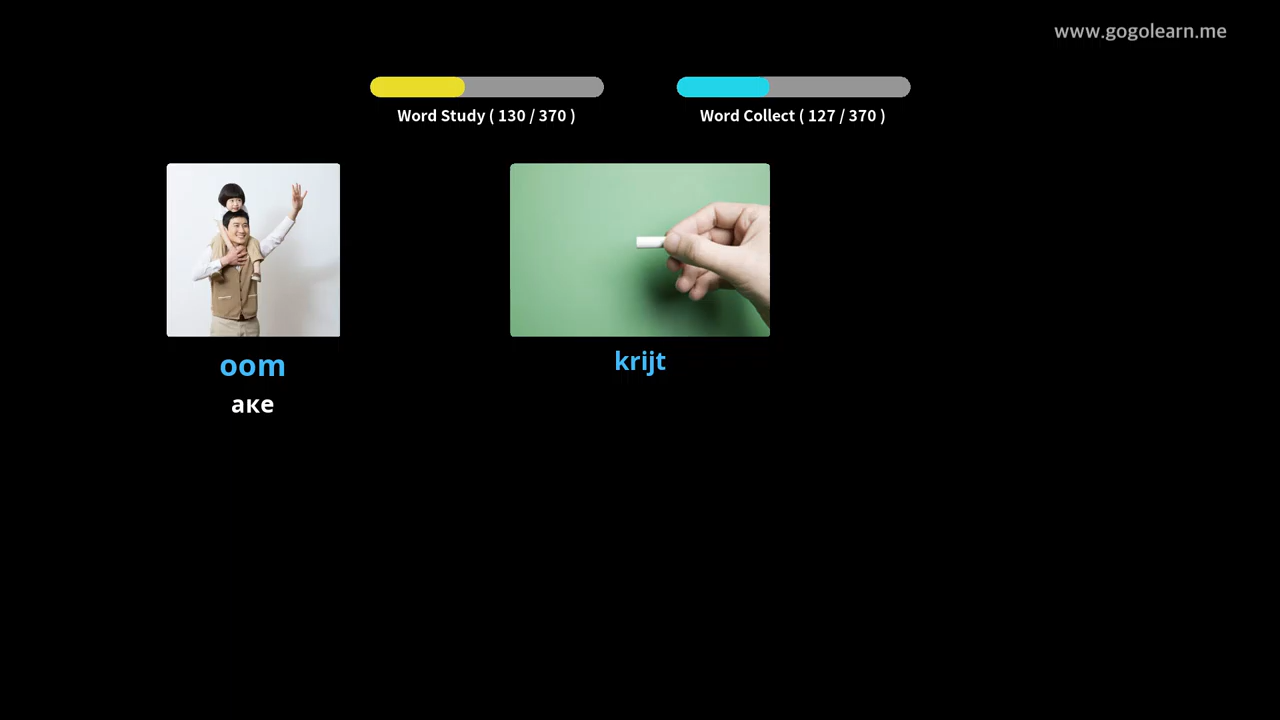 www.gogolearn.me
Word Study ( 130 / 370 )
Word Collect ( 127 / 370 )
oom
аке
krijt